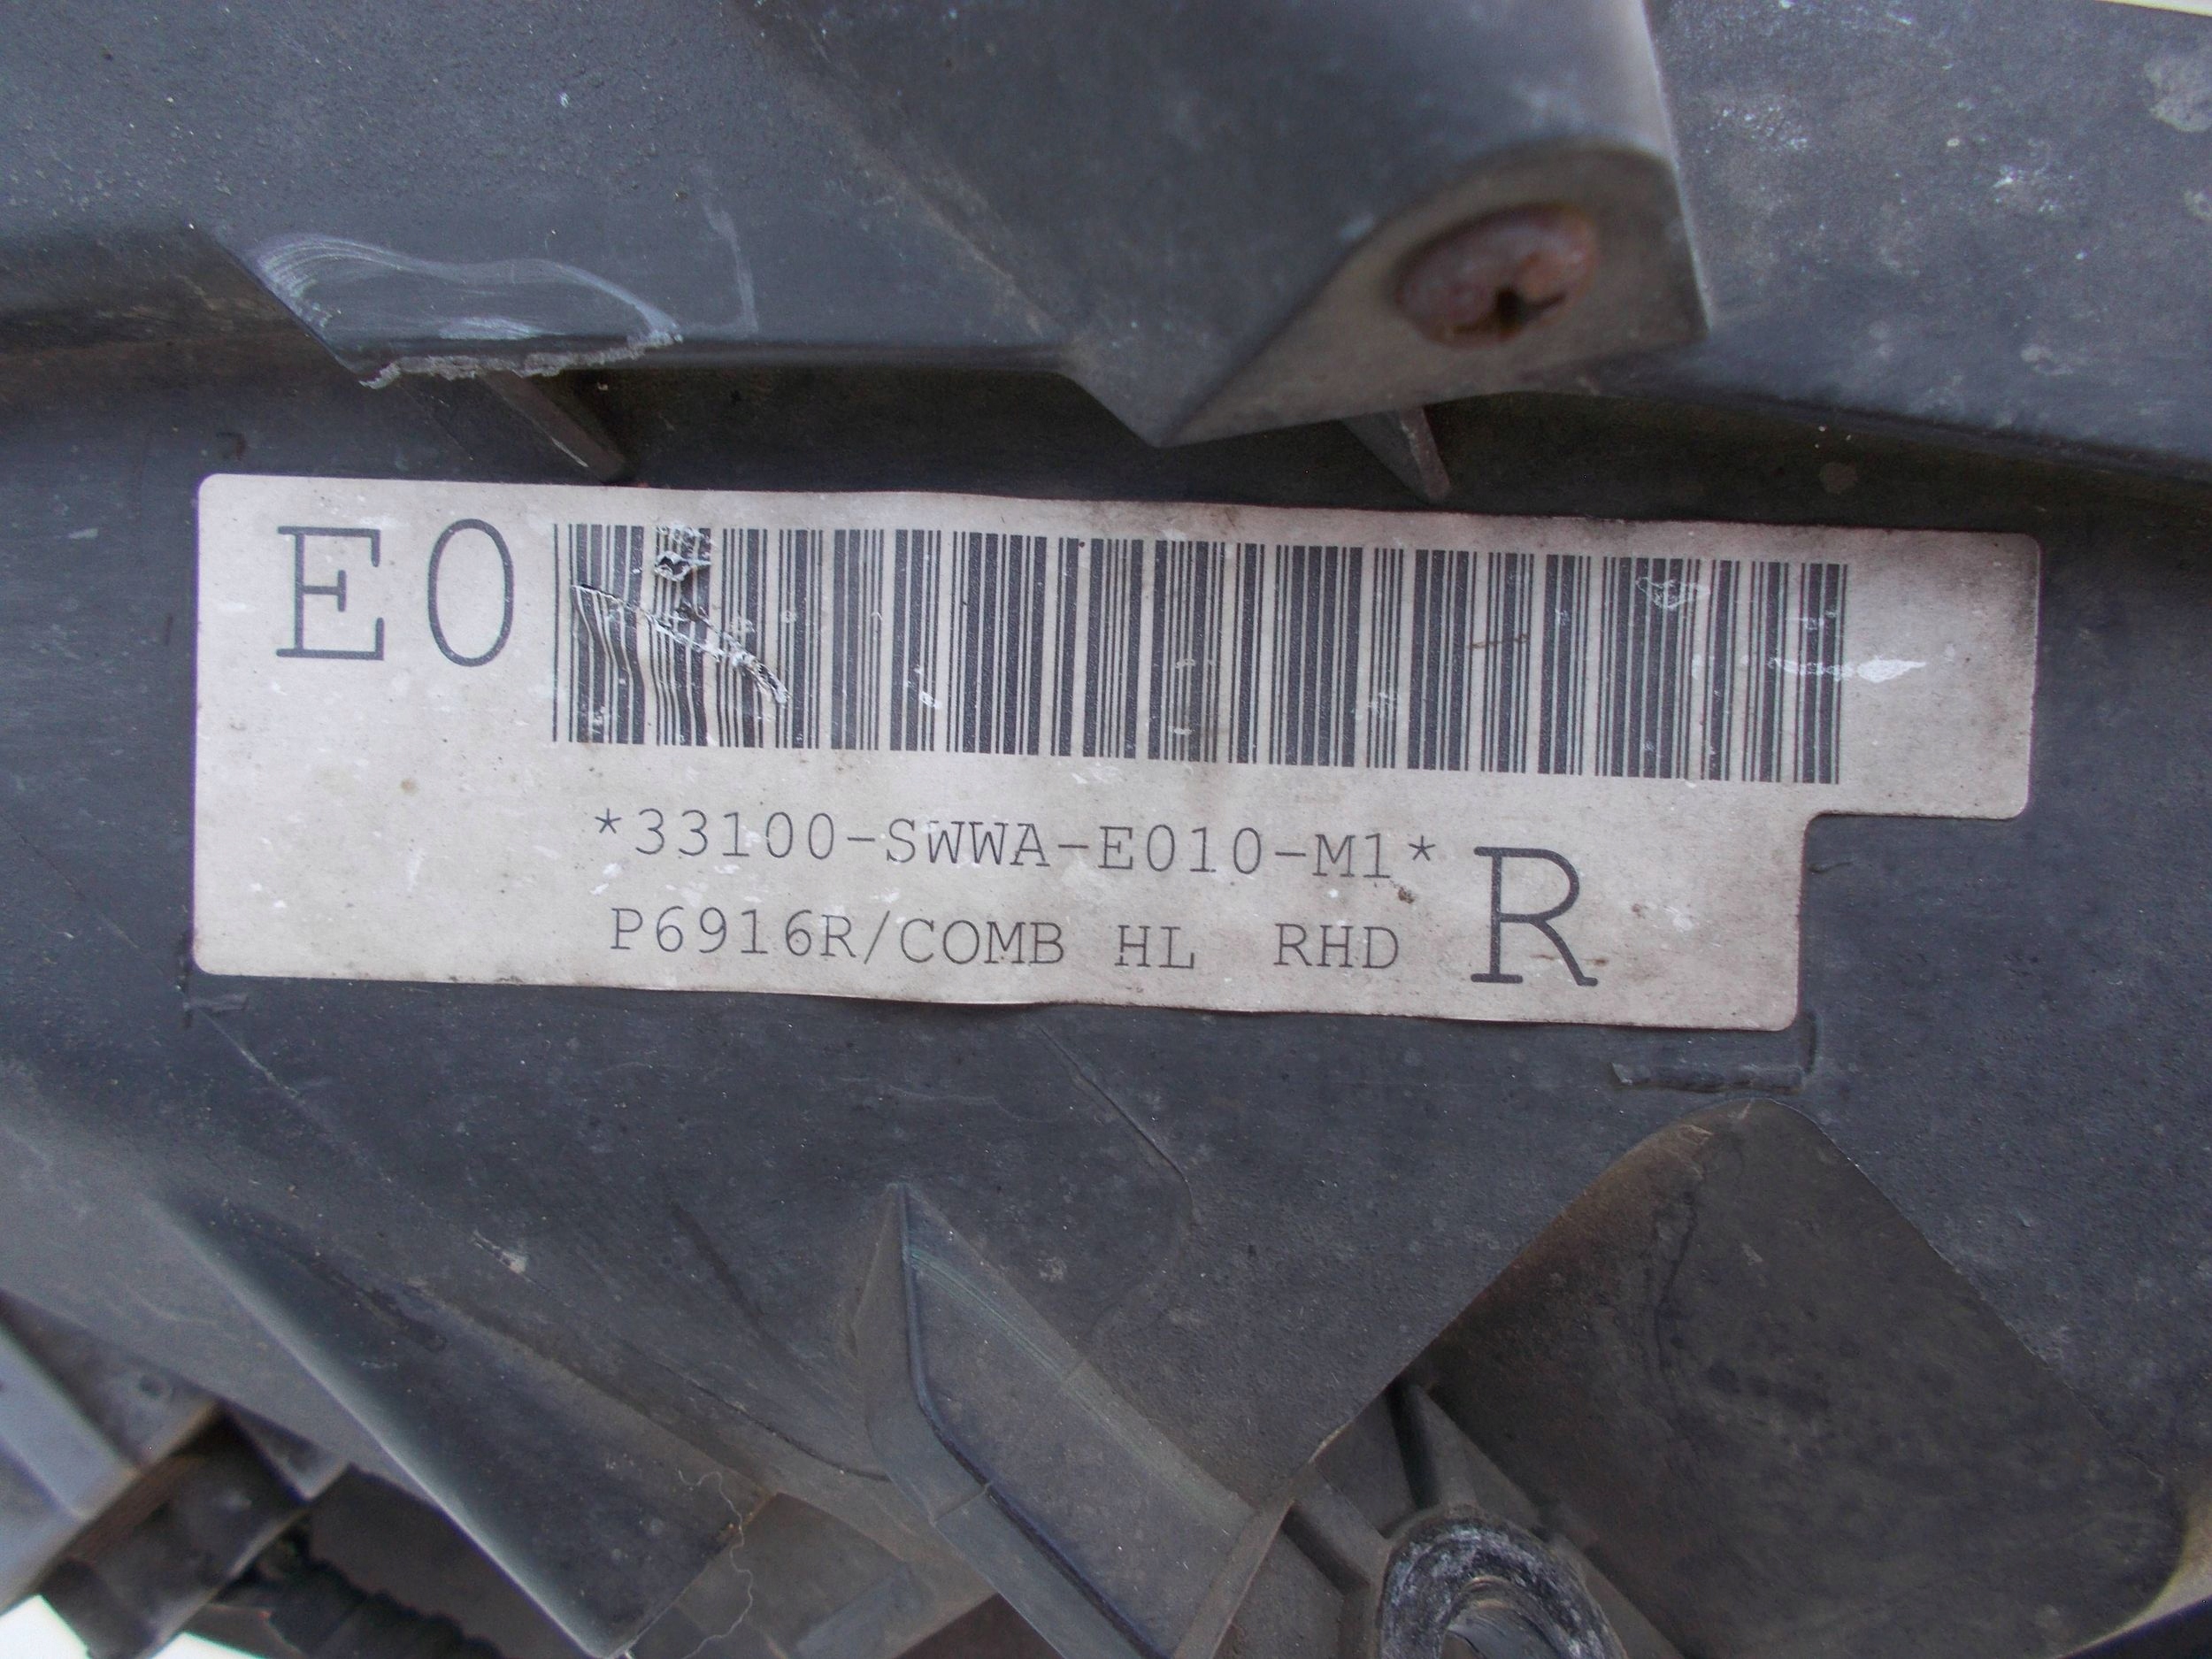 E0
*33100-SWWA-E010-M1*
P6916R/COMB HL RHD R